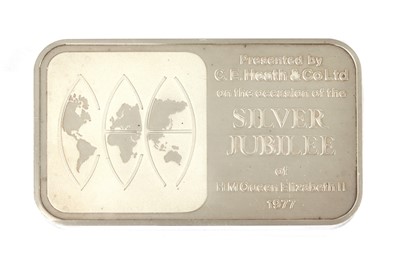 Presented by
C.E. Heath & Co Ltd
on the occasion of the
SILVER
JUBILEE
of
H.M Queen Elizabeth II
1977